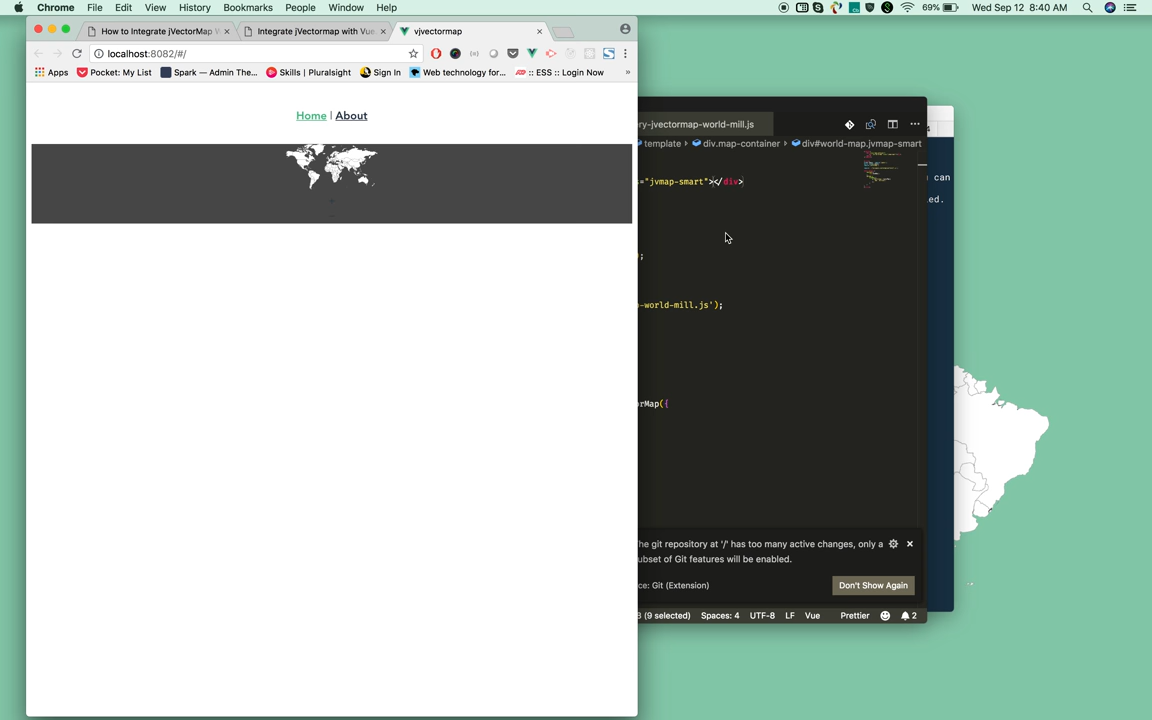 Chrome File Edit View History Bookmarks People Window Help 69% Wed Sep 12 8:40 AM
How to Integrate jVectorMap W Integrate jVectormap with Vue. vjvectormap
localhost:8082/#/
Apps Pocket: My List Spark — Admin The... Skills | Pluralsight Sign In Web technology for... :: ESS :: Login Now »
Home | About
ry-jvectormap-world-mill.js
template div.map-container div#world-map.jvmap-smart
="jvmap-smart"></div>
can
ed.
;
-world-mill.js');
orMap({
he git repository at '/' has too many active changes, only a
ubset of Git features will be enabled.
ce: Git (Extension) Don't Show Again
(9 selected) Spaces: 4 UTF-8 LF Vue Prettier 2